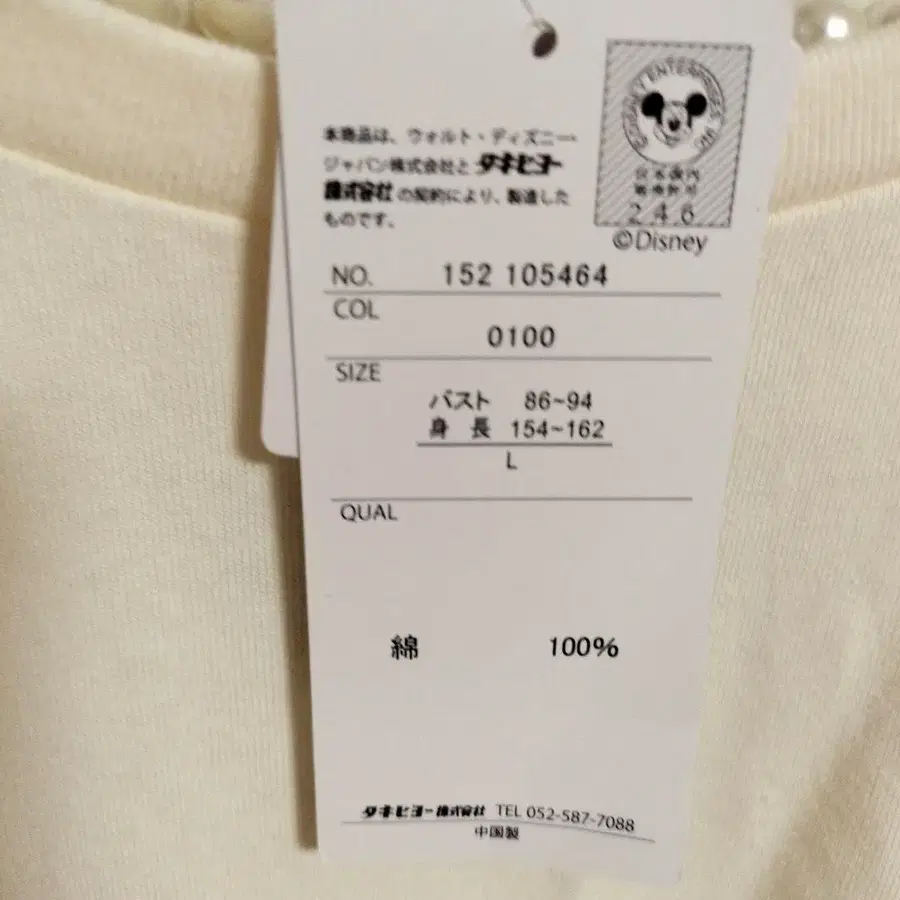 本商品は、ウォルト・ディズニー・
ジャパン株式会社と タキヒヨー
株式会社 の契約により、製造した
ものです。
©DISNEY ENTERPRISES, INC.
日本国内
販売許可
246
©Disney
NO. 152 105464
COL
0100
SIZE
バスト 86~94
身 長 154~162
L
QUAL
綿 100%
タキヒヨー株式会社 TEL 052-587-7088
中国製